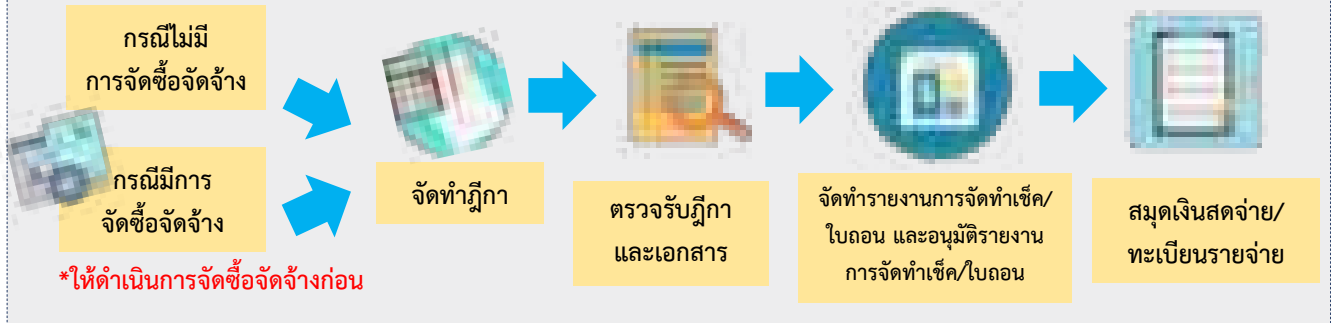 กรณีไม่มี
การจัดซื้อจัดจ้าง
กรณีมีการ
จัดซื้อจัดจ้าง
*ให้ดำเนินการจัดซื้อจัดจ้างก่อน
จัดทำฎีกา
ตรวจรับฎีกา
และเอกสาร
จัดทำรายงานการจัดทำเช็ค/
ใบถอน และอนุมัติรายงาน
การจัดทำเช็ค/ใบถอน
สมุดเงินสดจ่าย/
ทะเบียนรายจ่าย